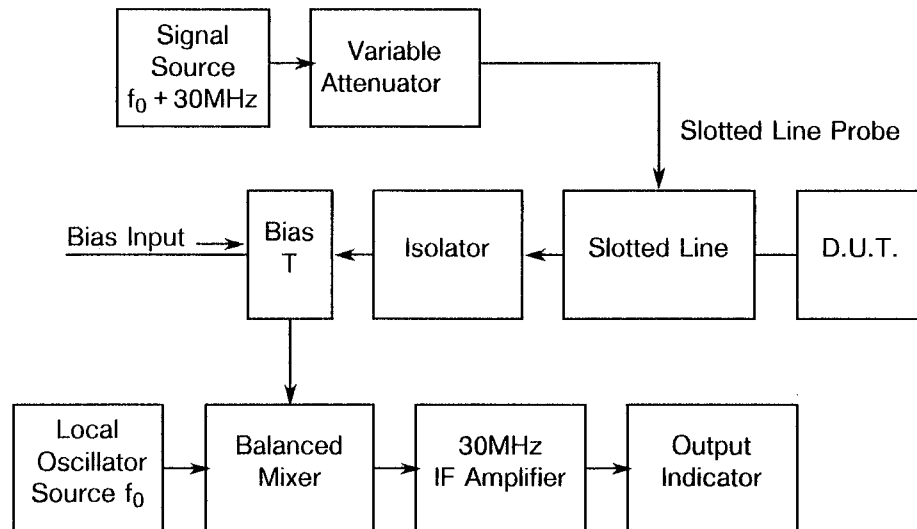 Signal
Source
f₀ + 30MHz
Variable
Attenuator
Slotted Line Probe
Bias Input
Bias
T
Isolator
Slotted Line
D.U.T.
Local
Oscillator
Source f₀
Balanced
Mixer
30MHz
IF Amplifier
Output
Indicator